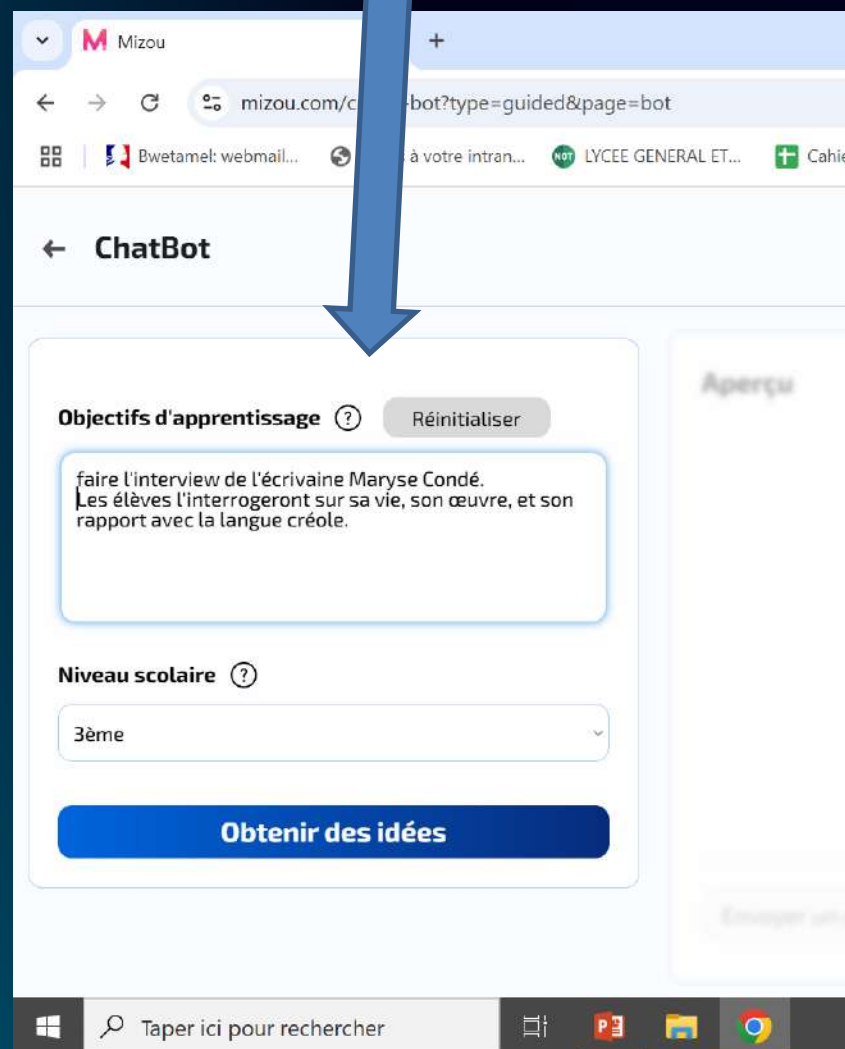 Mizou
mizou.com/c bot?type=guided&page=bot
Bwetamel: webmail... à votre intran... LYCEE GENERAL ET... Cahie
ChatBot
Aperçu
Objectifs d'apprentissage ? Réinitialiser
faire l'interview de l'écrivaine Maryse Condé.
Les élèves l'interrogeront sur sa vie, son œuvre, et son
rapport avec la langue créole.
Niveau scolaire ?
3ème
Obtenir des idées
Envoyer un
Taper ici pour rechercher